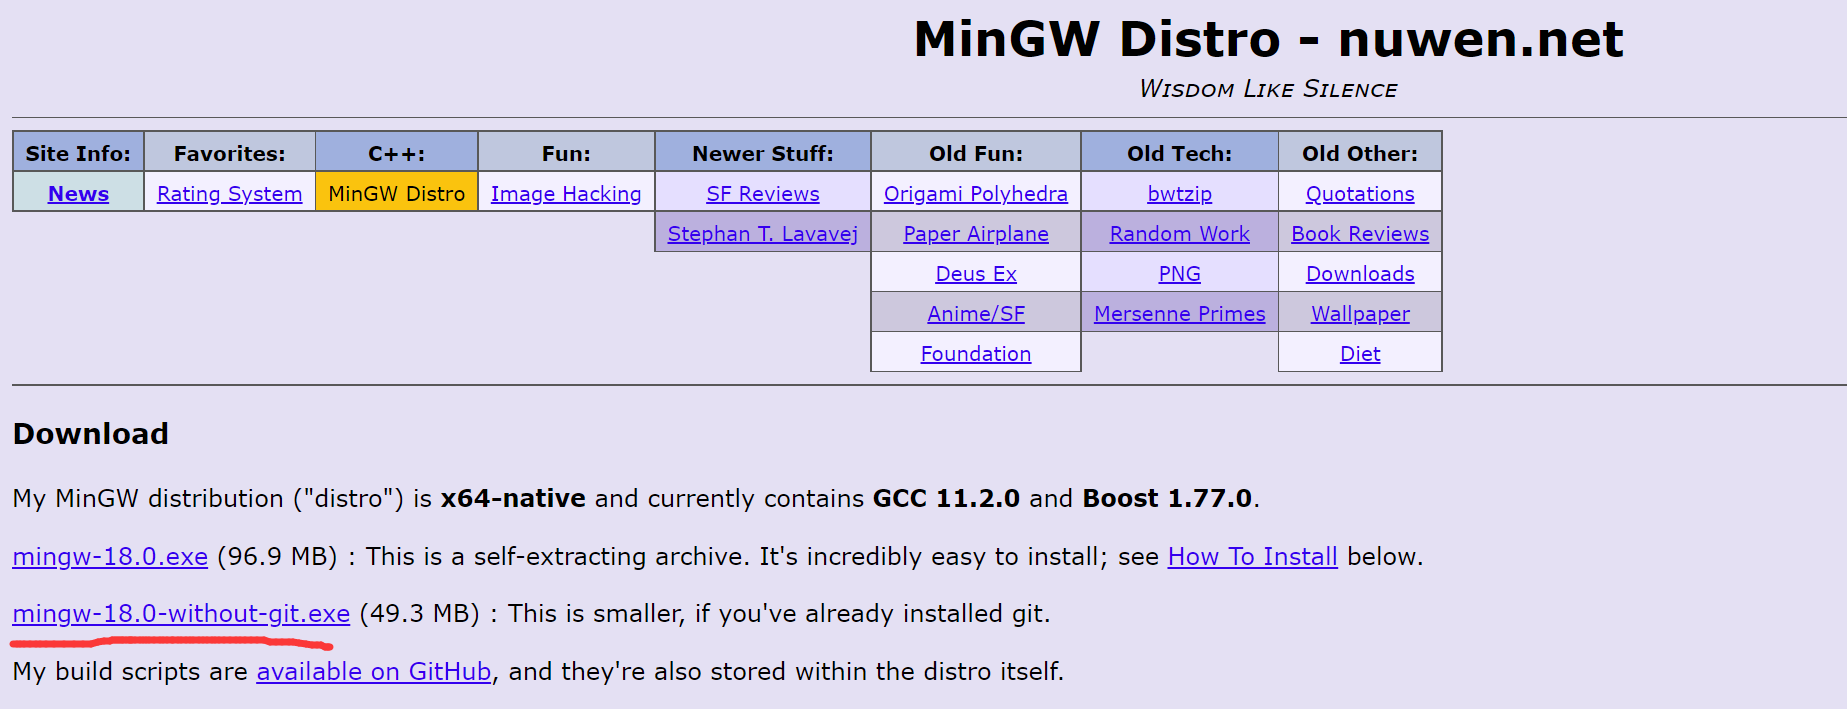 MinGW Distro - nuwen.net
Wisdom Like Silence
Site Info: Favorites: C++: Fun: Newer Stuff: Old Fun: Old Tech: Old Other:
News Rating System MinGW Distro Image Hacking SF Reviews Origami Polyhedra bwtzip Quotations
Stephan T. Lavavej Paper Airplane Random Work Book Reviews
Deus Ex PNG Downloads
Anime/SF Mersenne Primes Wallpaper
Foundation Diet
Download
My MinGW distribution ("distro") is x64-native and currently contains GCC 11.2.0 and Boost 1.77.0.
mingw-18.0.exe (96.9 MB) : This is a self-extracting archive. It's incredibly easy to install; see How To Install below.
mingw-18.0-without-git.exe (49.3 MB) : This is smaller, if you've already installed git.
My build scripts are available on GitHub, and they're also stored within the distro itself.